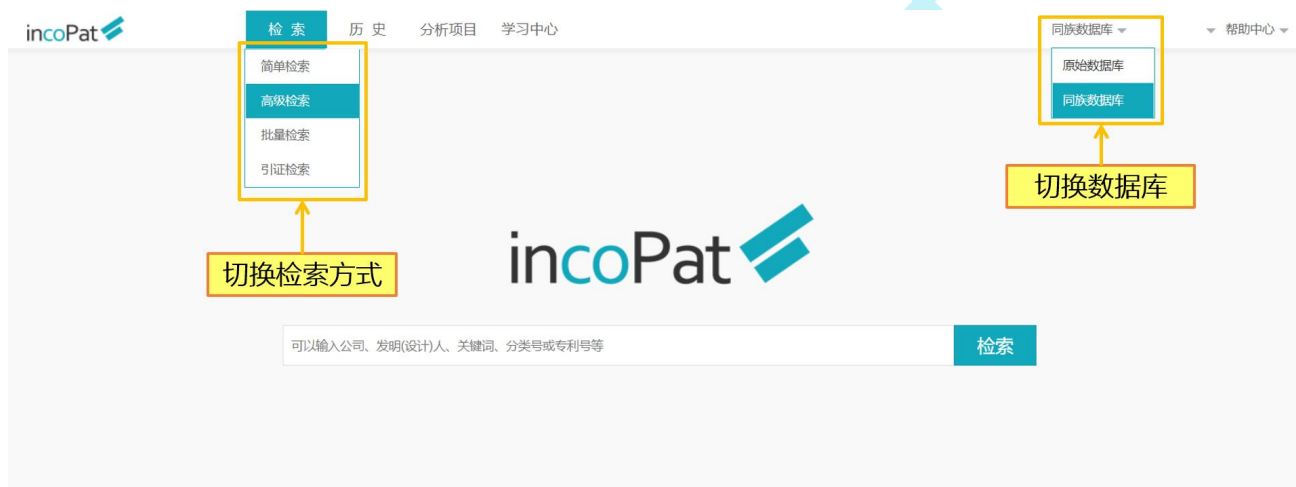 incoPat
检 索 历 史 分析项目 学习中心 同族数据库 帮助中心
简单检索
高级检索
批量检索
引证检索
原始数据库
同族数据库
切换数据库
切换检索方式
incoPat
可以输入公司、发明(设计)人、关键词、分类号或专利号等 检索